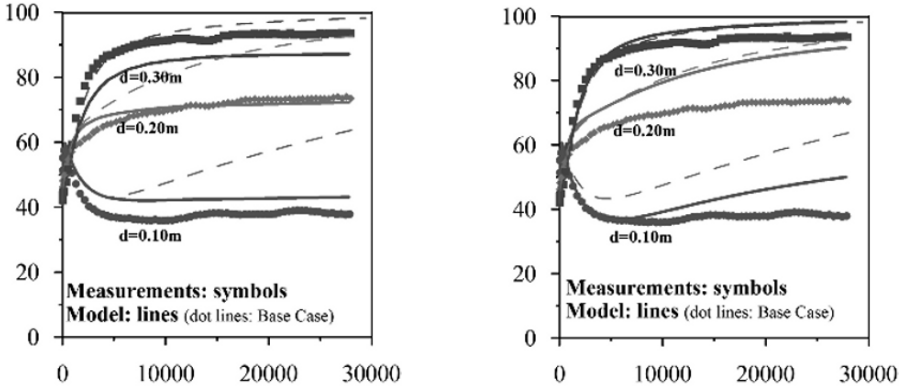 100
80
60
40
20
0
d=0.30m
d=0.20m
d=0.10m
Measurements: symbols
Model: lines (dot lines: Base Case)
0 10000 20000 30000
100
80
60
40
20
0
d=0.30m
d=0.20m
d=0.10m
Measurements: symbols
Model: lines (dot lines: Base Case)
0 10000 20000 30000